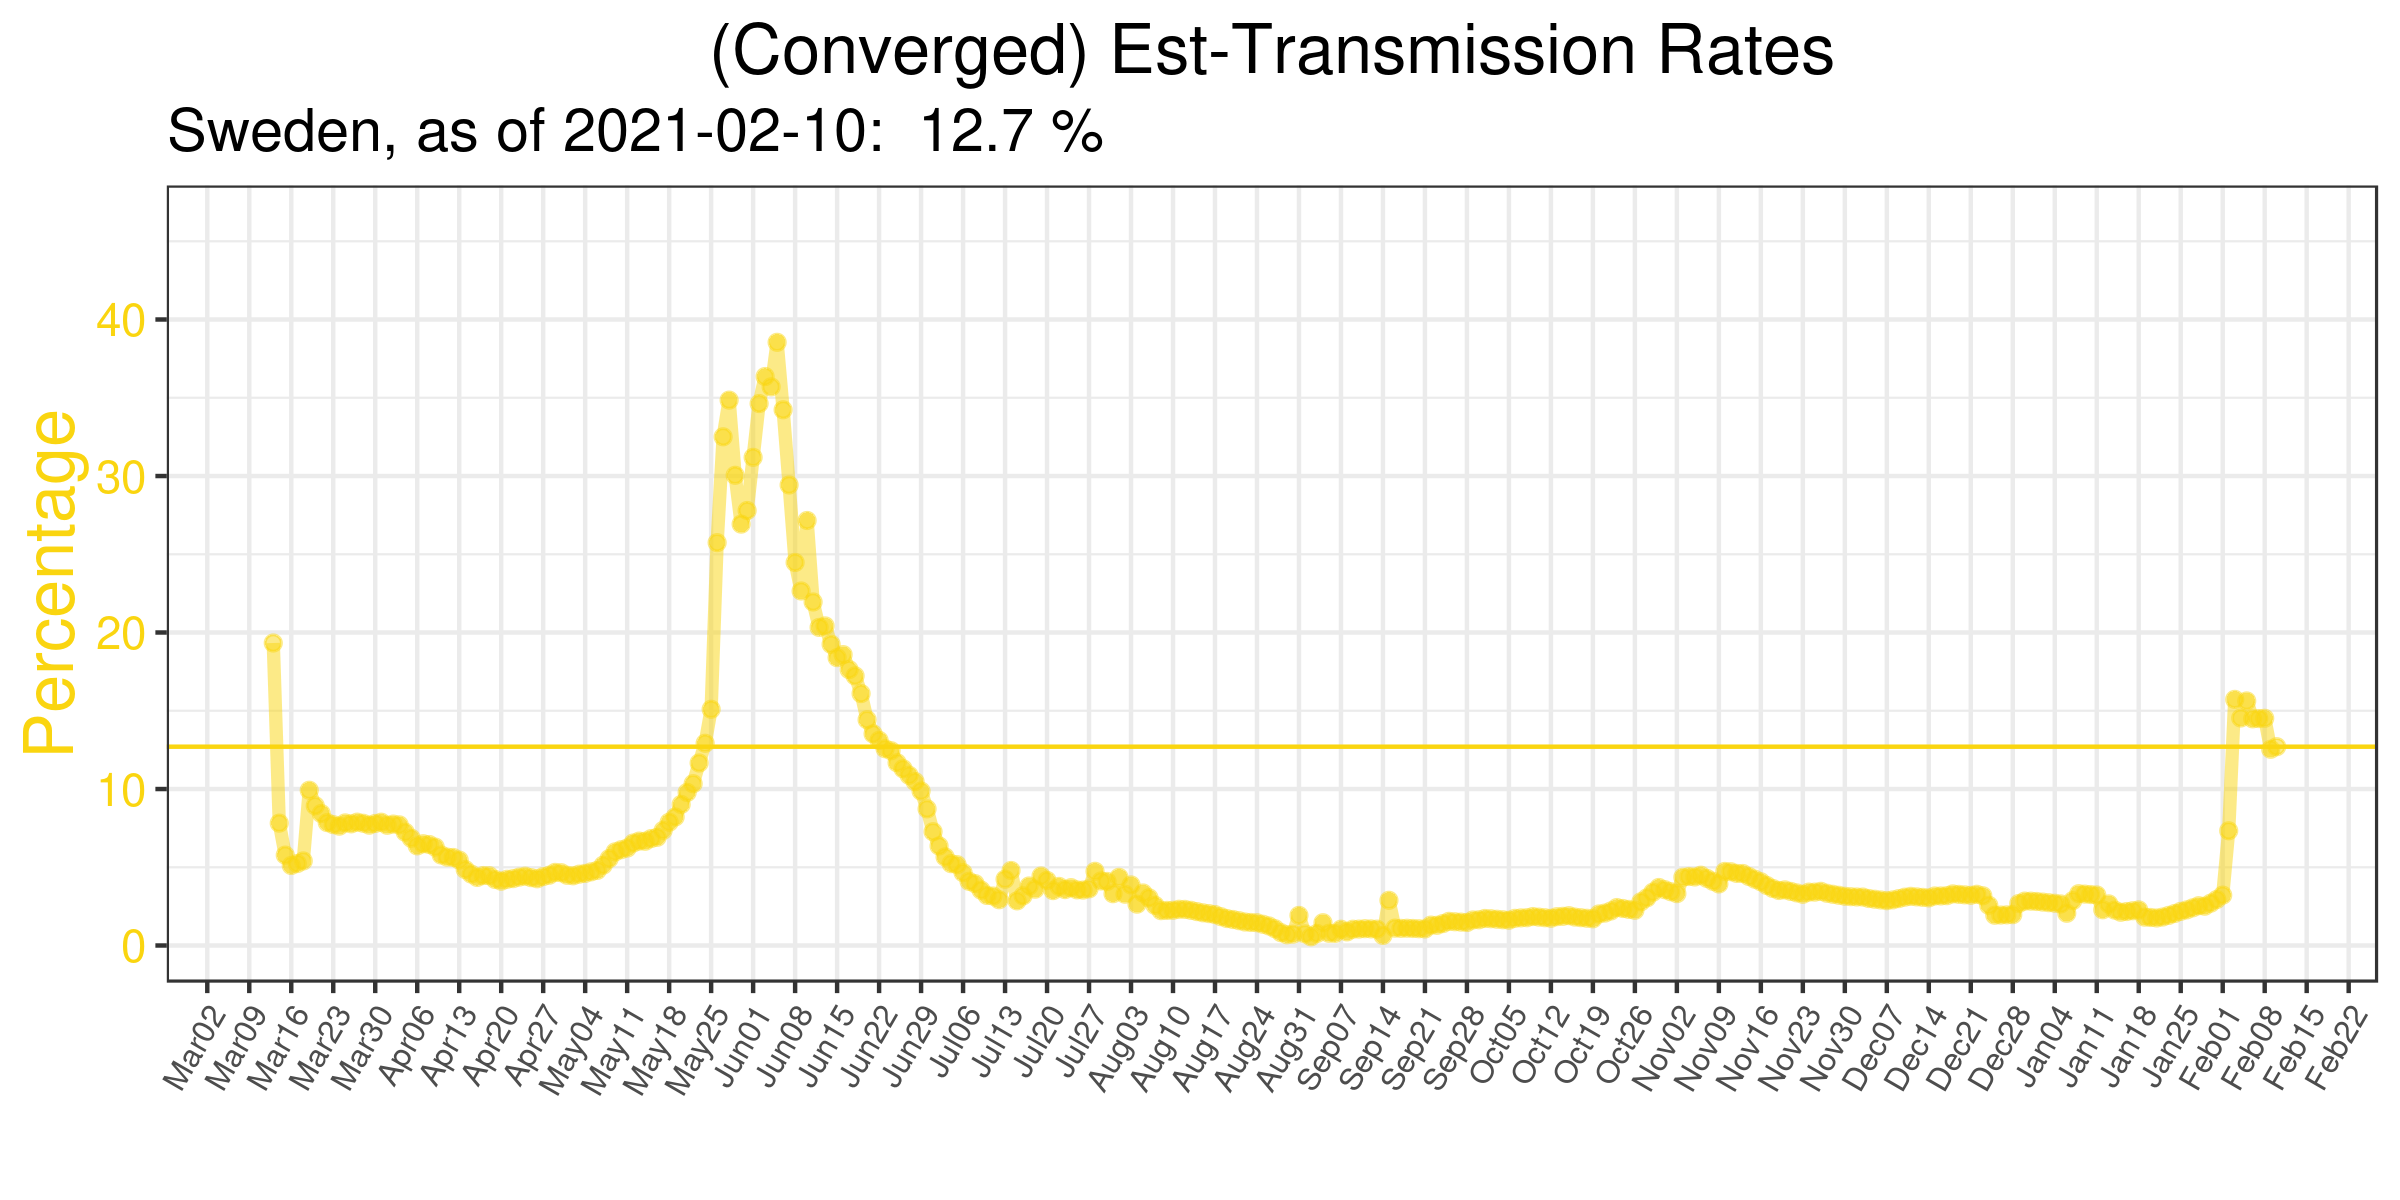 (Converged) Est-Transmission Rates
Sweden, as of 2021-02-10:  12.7 %
Percentage
40
30
20
10
0
Mar02
Mar09
Mar16
Mar23
Mar30
Apr06
Apr13
Apr20
Apr27
May04
May11
May18
May25
Jun01
Jun08
Jun15
Jun22
Jun29
Jul06
Jul13
Jul20
Jul27
Aug03
Aug10
Aug17
Aug24
Aug31
Sep07
Sep14
Sep21
Sep28
Oct05
Oct12
Oct19
Oct26
Nov02
Nov09
Nov16
Nov23
Nov30
Dec07
Dec14
Dec21
Dec28
Jan04
Jan11
Jan18
Jan25
Feb01
Feb08
Feb15
Feb22